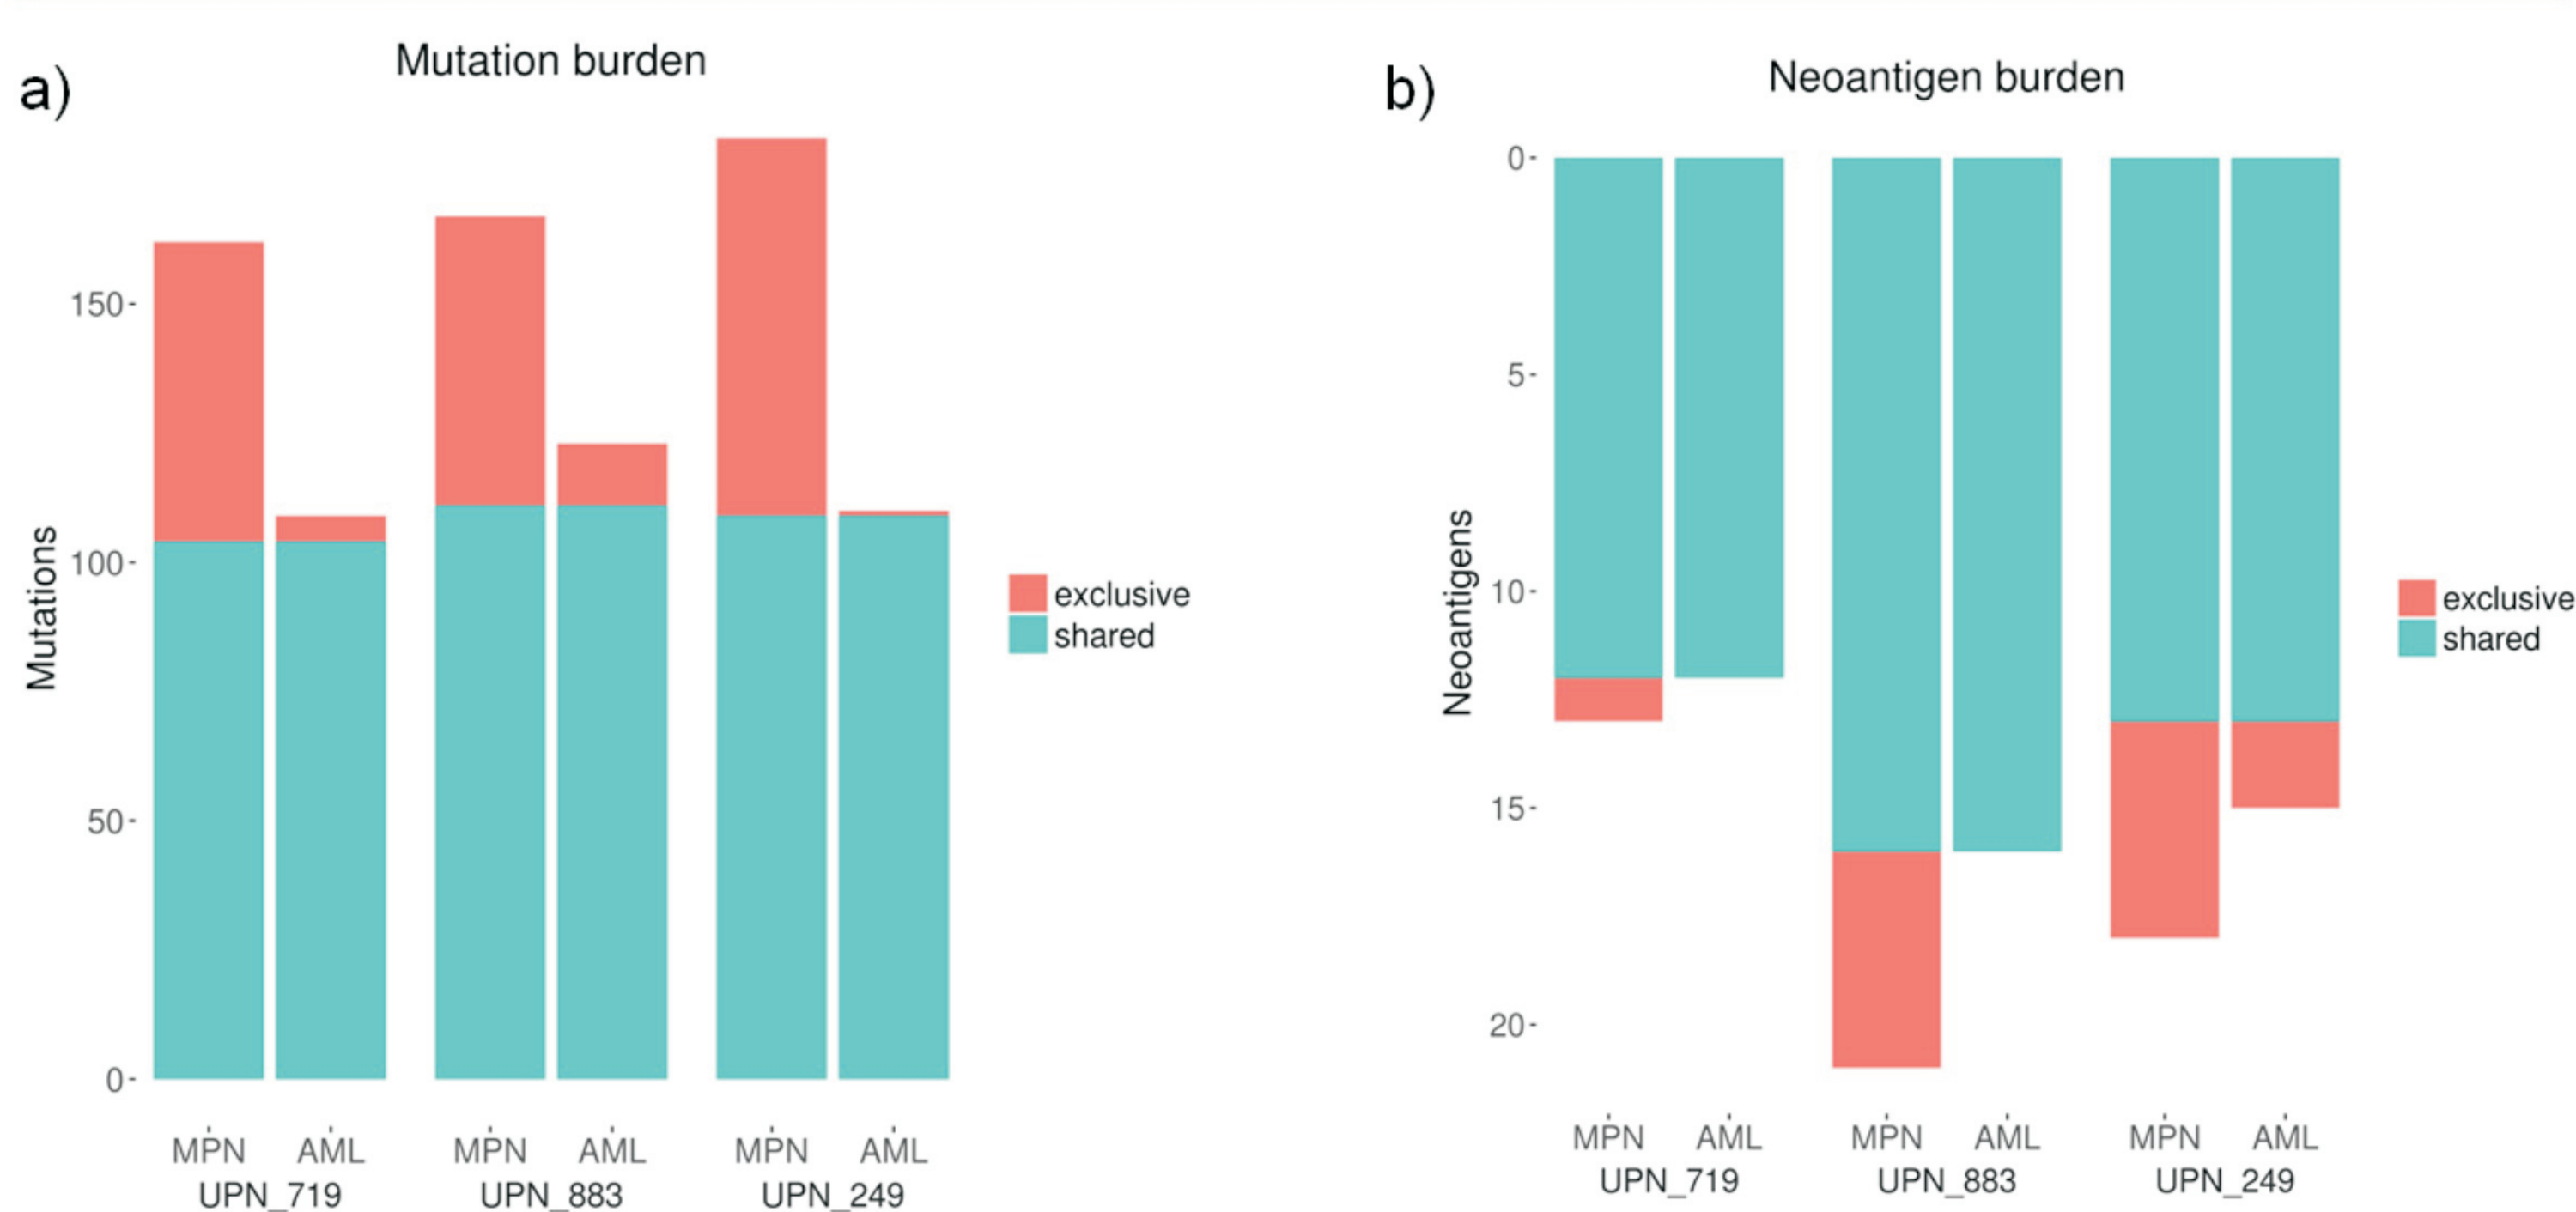 a)
Mutation burden
Mutations
150
100
50
0
MPN AML MPN AML MPN AML
UPN_719 UPN_883 UPN_249
exclusive
shared
b)
Neoantigen burden
Neoantigens
0
5
10
15
20
MPN AML MPN AML MPN AML
UPN_719 UPN_883 UPN_249
exclusive
shared